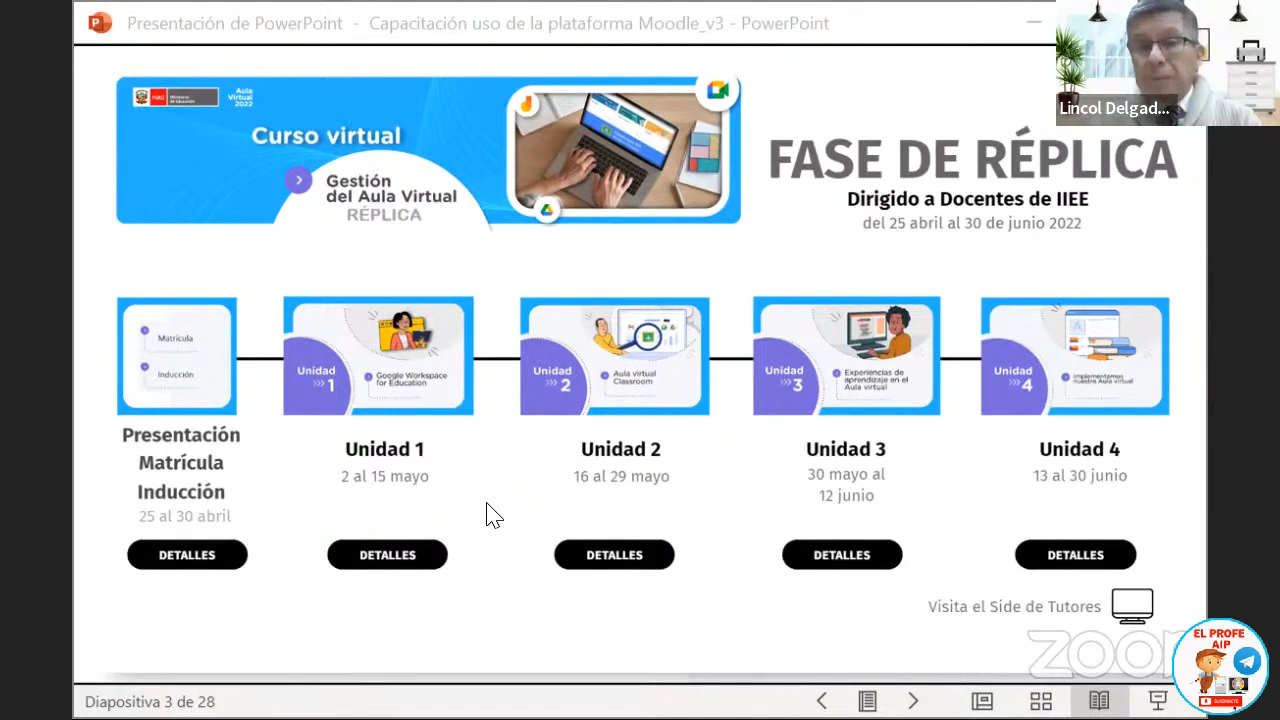 Presentación de PowerPoint - Capacitación uso de la plataforma Moodle_v3 - PowerPoint
Lincol Delgad...
PERÚ Ministerio de Educación
Aula
Virtual
2022
Curso virtual
Gestión
del Aula Virtual
RÉPLICA
FASE DE RÉPLICA
Dirigido a Docentes de IIEE
del 25 abril al 30 de junio 2022
Matrícula
Inducción
Unidad
1
Google Workspace
for Education
Unidad
2
Aula virtual
Classroom
Unidad
3
Experiencias de
aprendizaje en el
Aula virtual
Unidad
4
Implementamos
nuestra Aula virtual
Presentación
Matrícula
Inducción
25 al 30 abril
DETALLES
Unidad 1
2 al 15 mayo
DETALLES
Unidad 2
16 al 29 mayo
DETALLES
Unidad 3
30 mayo al
12 junio
DETALLES
Unidad 4
13 al 30 junio
DETALLES
Visita el Side de Tutores
zoom
EL PROFE
AIP
SUSCRÍBETE
Diapositiva 3 de 28